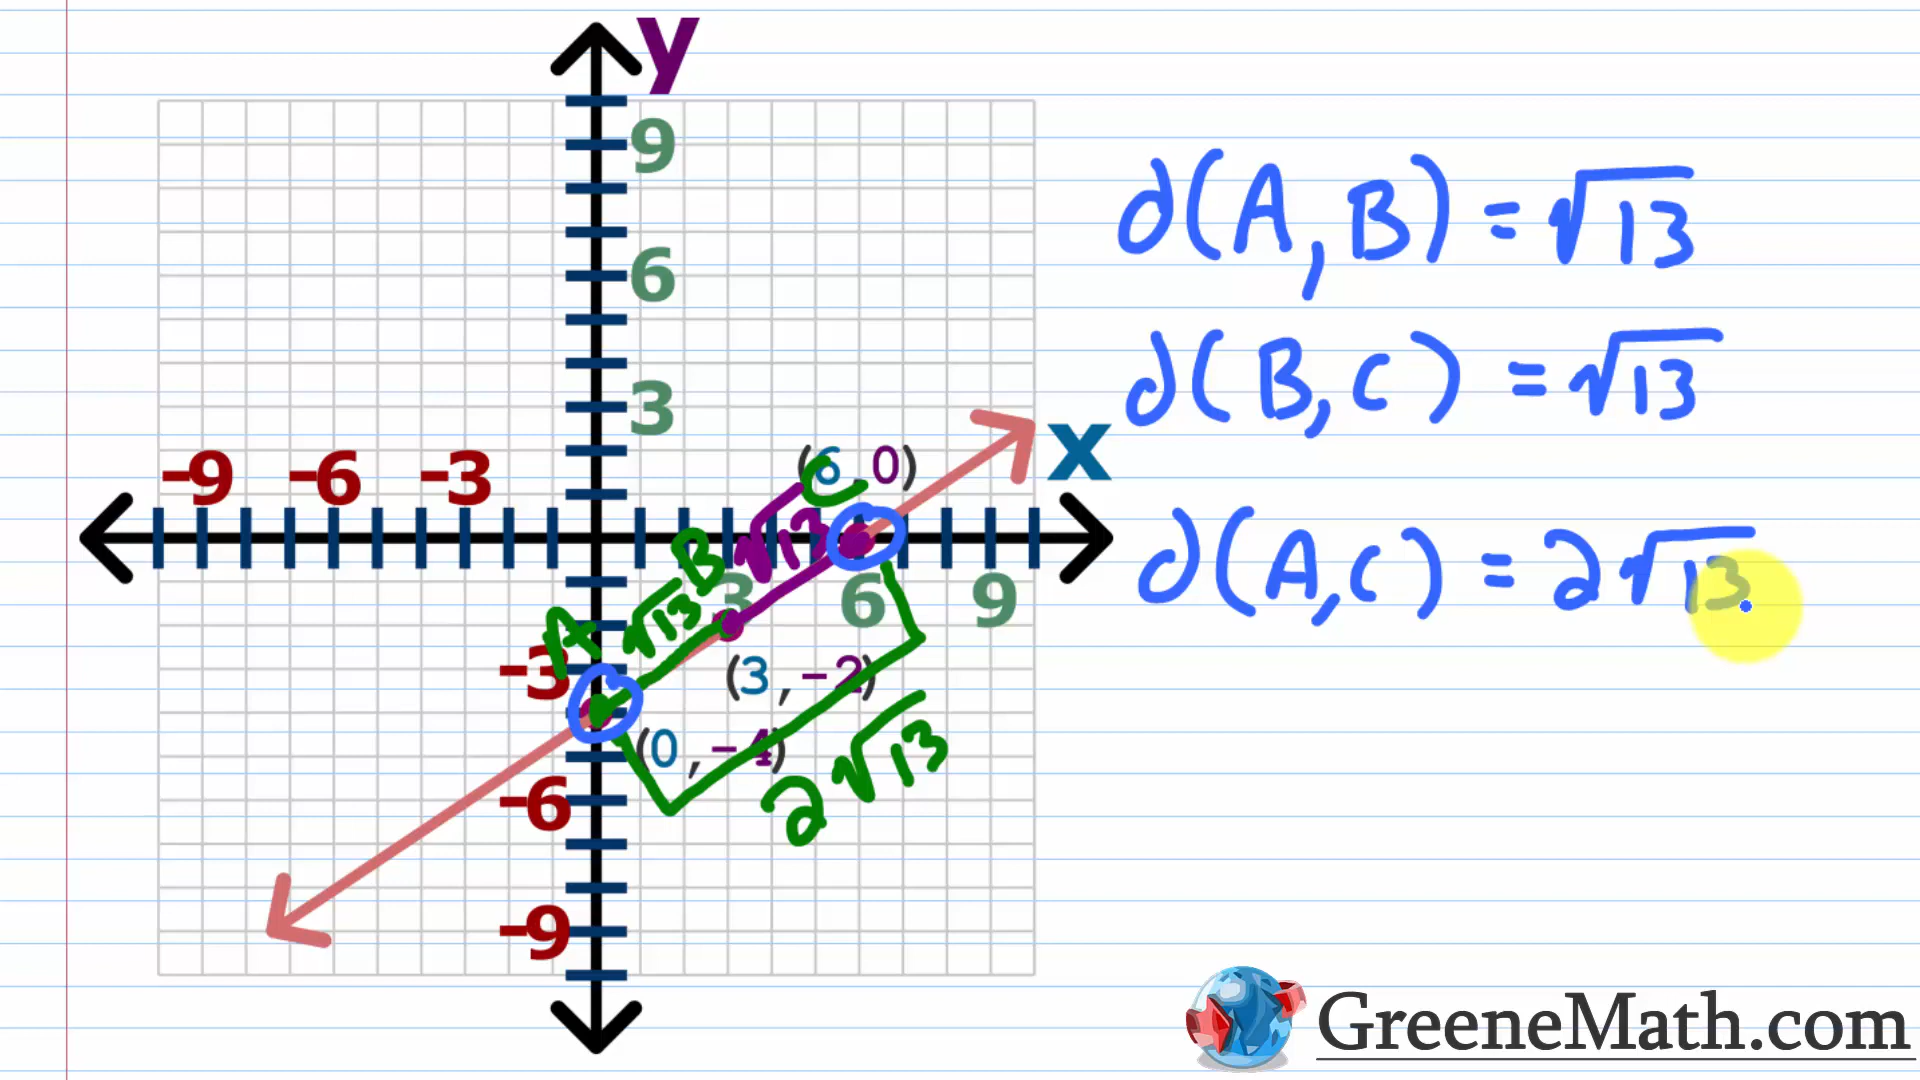 y
9
6
3
-9 -6 -3
(6,0)
x
C
√13
B
3 6 9
√13
A
-3
(3,-2)
(0,-4)
2√13
-6
-9
d(A,B) = √13
d(B,C) = √13
d(A,C) = 2√13
GreeneMath.com